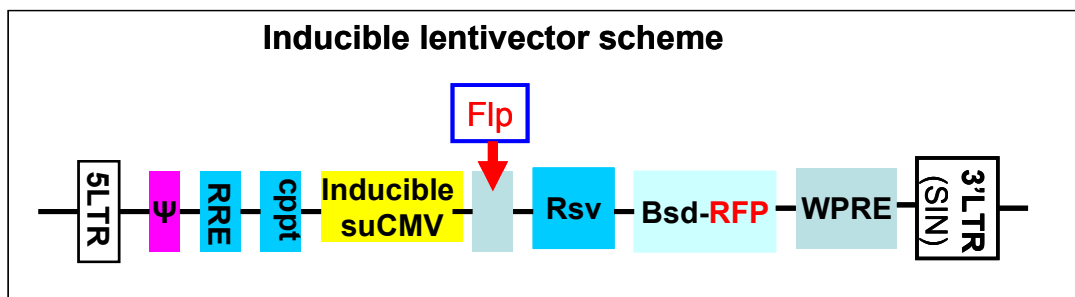 Inducible lentivector scheme
Flp
5LTR
Ψ
RRE
cppt
Inducible
suCMV
Rsv
Bsd-RFP
WPRE
3'LTR
(SIN)